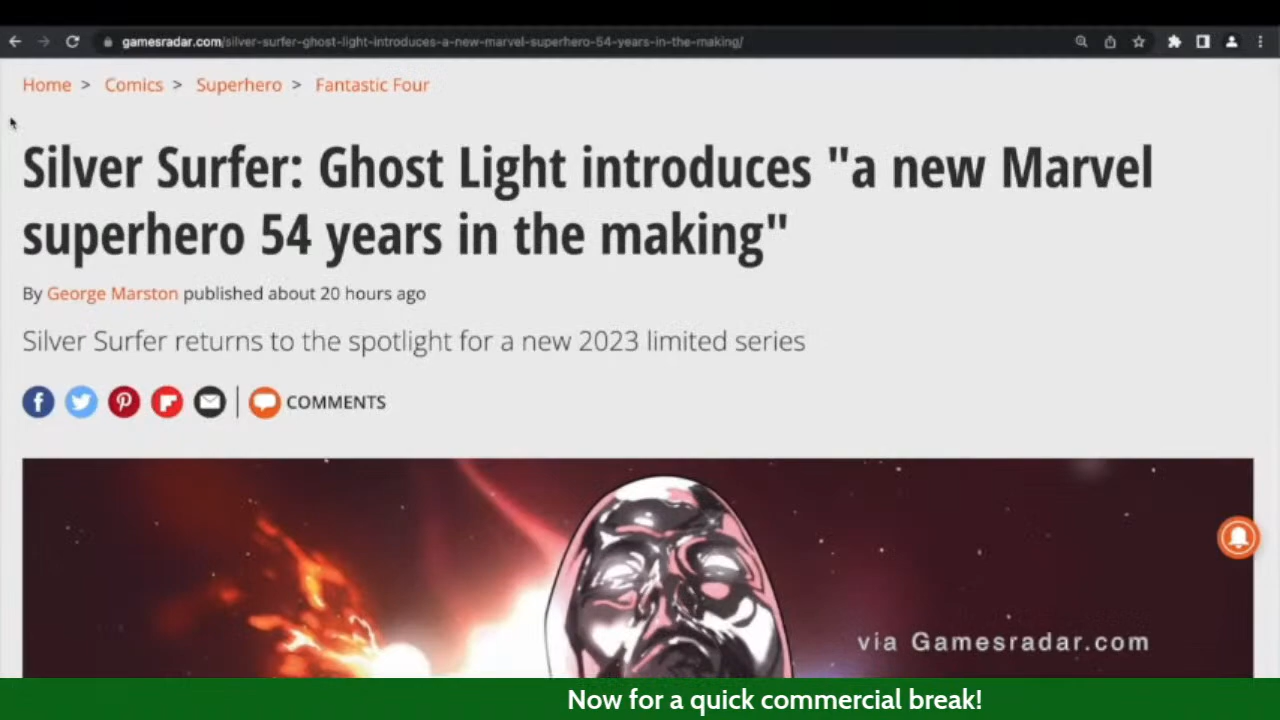 gamesradar.com/silver-surfer-ghost-light-introduces-a-new-marvel-superhero-54-years-in-the-making/
Home > Comics > Superhero > Fantastic Four
Silver Surfer: Ghost Light introduces "a new Marvel
superhero 54 years in the making"
By George Marston published about 20 hours ago
Silver Surfer returns to the spotlight for a new 2023 limited series
COMMENTS
via Gamesradar.com
Now for a quick commercial break!